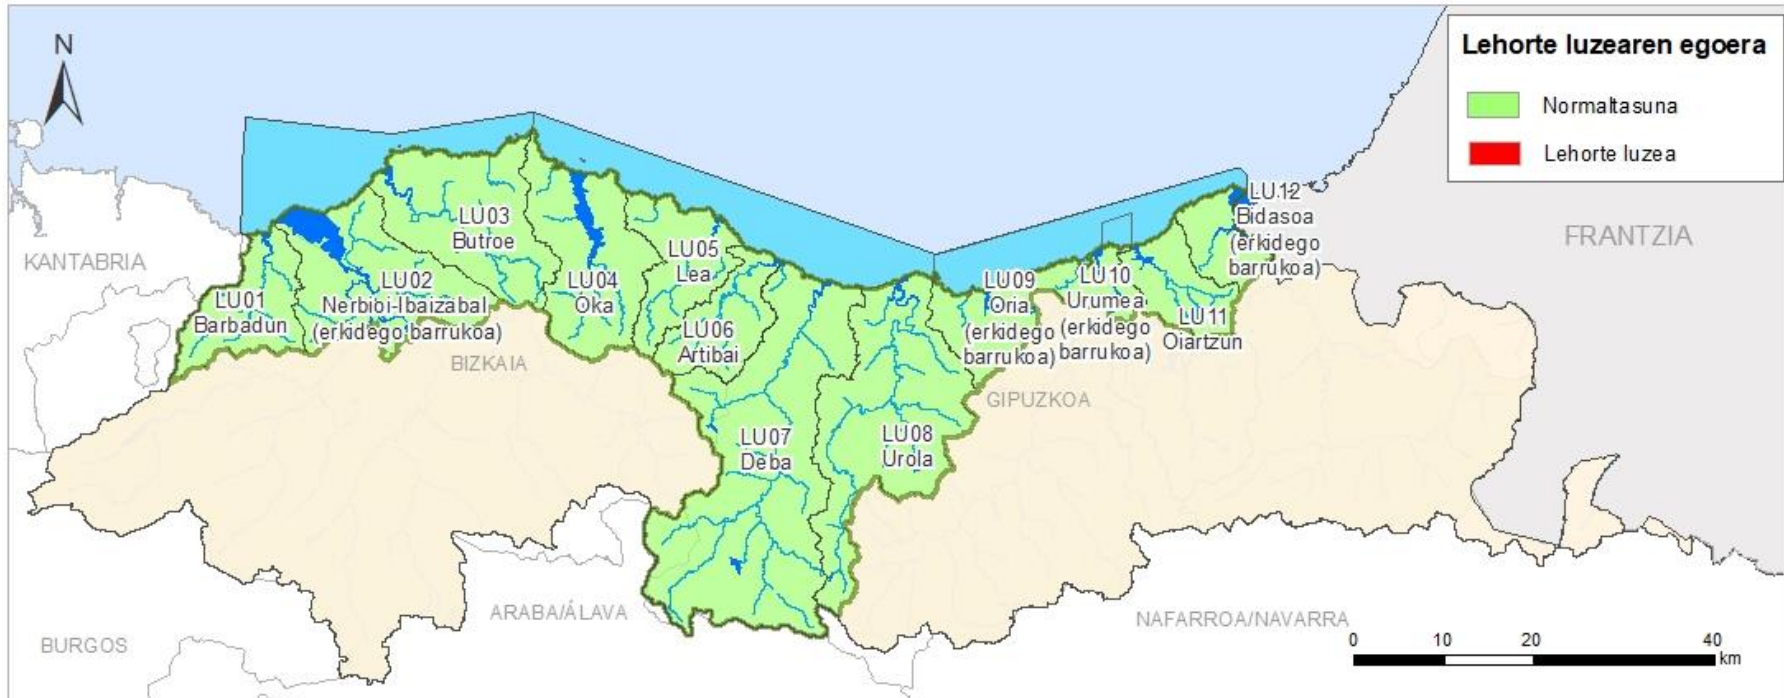 N
Lehorte luzearen egoera
Normaltasuna
Lehorte luzea
LU12
Bidasoa
(erkidego
barrukoa)
FRANTZIA
KANTABRIA
LU03
Butroe
LU05
Lea
LU01
Barbadun
LU02
Nerbioi-Ibaizabal
(erkidego barrukoa)
LU04
Oka
LU06
Artibai
LU09
Oria
(erkidego
barrukoa)
LU10
Urumea
(erkidego
barrukoa)
LU11
Oiartzun
BIZKAIA
GIPUZKOA
LU07
Deba
LU08
Urola
ARABA/ÁLAVA
NAFARROA/NAVARRA
BURGOS
0 10 20 40
km